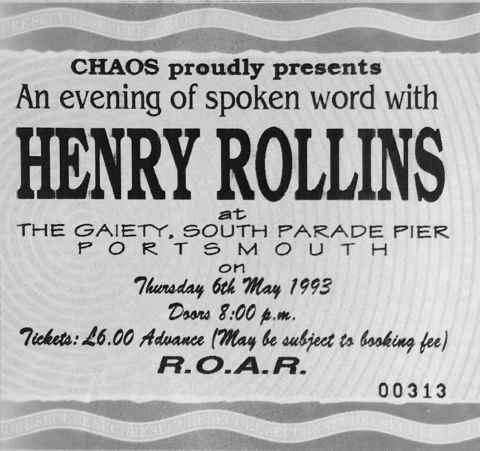 CHAOS proudly presents
An evening of spoken word with
HENRY ROLLINS
at
THE GAIETY, SOUTH PARADE PIER
PORTSMOUTH
on
Thursday 6th May 1993
Doors 8:00 p.m.
Tickets: £6.00 Advance (May be subject to booking fee)
R.O.A.R.
00313